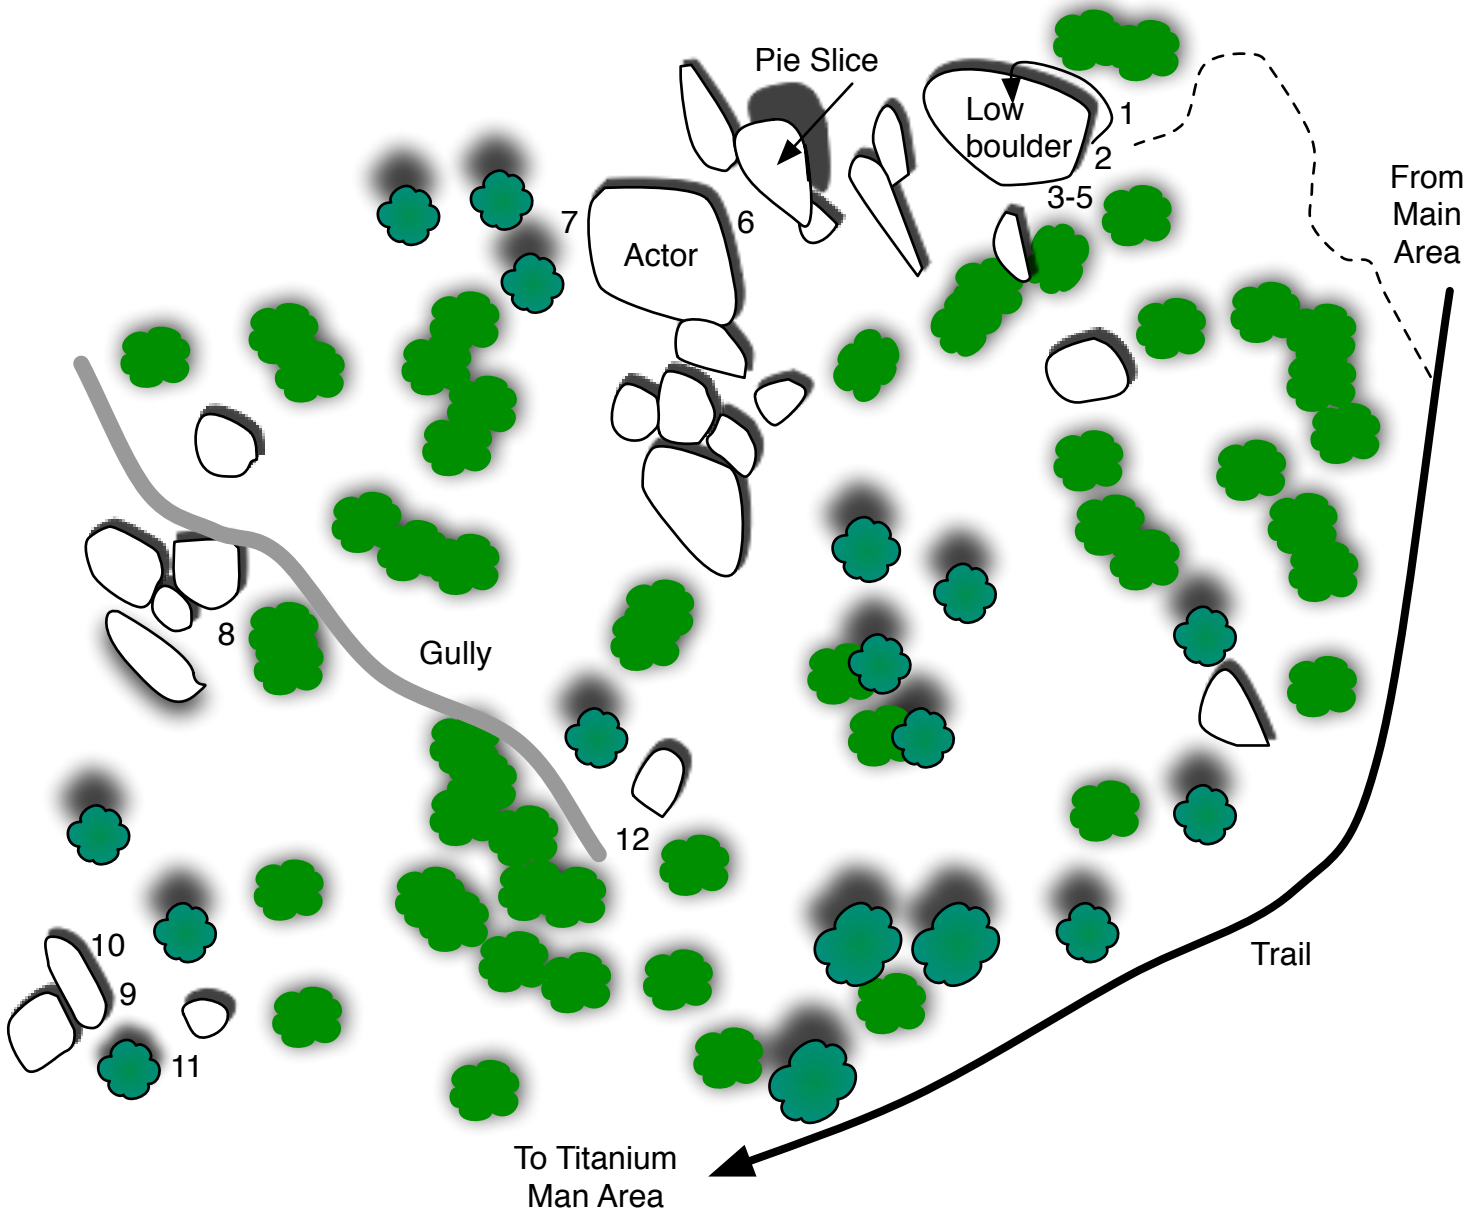 Pie Slice
1
Low
boulder
2
3-5
From
Main
Area
7
6
Actor
8
Gully
12
10
9
11
Trail
To Titanium
Man Area